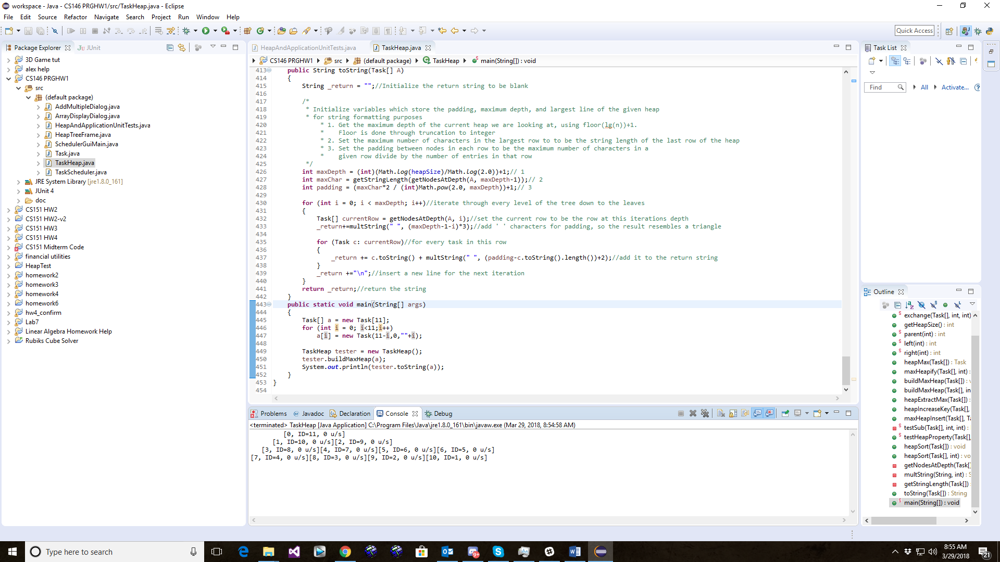 workspace - Java - CS146 PRGHW1/src/TaskHeap.java - Eclipse
File Edit Source Refactor Navigate Search Project Run Window Help
Quick Access
Package Explorer
JUnit
3D Game tut
alex help
CS146 PRGHW1
src
(default package)
AddMultipleDialog.java
ArrayDisplayDialog.java
HeapAndApplicationUnitTests.java
HeapTreeFrame.java
SchedulerGuiMain.java
Task.java
TaskHeap.java
TaskScheduler.java
JRE System Library [jre1.8.0_161]
JUnit 4
doc
CS151 HW2
CS151 HW2-v2
CS151 HW3
CS151 HW4
CS151 Midterm Code
financial utilities
HeapTest
homework2
homework3
homework4
homework6
hw4_confirm
Lab7
Linear Algebra Homework Help
Rubiks Cube Solver
HeapAndApplicationUnitTests.java
TaskHeap.java
CS146 PRGHW1 src (default package) TaskHeap main(String[]) : void
413 public String toString(Task[] A)
414 {
415 String _return = "";//Initialize the return string to be blank
416
417 /*
418 * Initialize variables which store the padding, maximum depth, and largest line of the given heap
419 * for string formatting purposes
420 * 1. Get the maximum depth of the current heap we are looking at, using floor(lg(n))+1.
421 * Floor is done through truncation to integer
422 * 2. Set the maximum number of characters in the largest row to to be the string length of the last row of the heap
423 * 3. Set the padding between nodes in each row to be the maximum number of characters in a
424 * given row divide by the number of entries in that row
425 */
426 int maxDepth = (int)(Math.log(heapSize)/Math.log(2.0))+1;// 1
427 int maxChar = getStringLength(getNodesAtDepth(A, maxDepth-1));// 2
428 int padding = (maxChar*2 / (int)Math.pow(2.0, maxDepth))+1;// 3
429
430 for (int i = 0; i < maxDepth; i++)//iterate through every level of the tree down to the leaves
431 {
432 Task[] currentRow = getNodesAtDepth(A, i);//set the current row to be the row at this iterations depth
433 _return+=multString(" ", (maxDepth-1-i)*3);//add ' ' characters for padding, so the result resembles a triangle
434
435 for (Task c: currentRow)//for every task in this row
436 {
437 _return += c.toString() + multString(" ", (padding-c.toString().length())+2);//add it to the return string
438 }
439 _return +="\n";//insert a new line for the next iteration
440 }
441 return _return;//return the string
442 }
443 public static void main(String[] args)
444 {
445 Task[] a = new Task[11];
446 for (int i = 0; i<11;i++)
447 a[i] = new Task(11-i,0,""+i);
448
449 TaskHeap tester = new TaskHeap();
450 tester.buildMaxHeap(a);
451 System.out.println(tester.toString(a));
452 }
453 }
454
Problems @ Javadoc Declaration Console Debug
<terminated> TaskHeap [Java Application] C:\Program Files\Java\jre1.8.0_161\bin\javaw.exe (Mar 29, 2018, 8:54:58 AM)
[0, ID=11, 0 u/s]
[1, ID=10, 0 u/s][2, ID=9, 0 u/s]
[3, ID=8, 0 u/s][4, ID=7, 0 u/s][5, ID=6, 0 u/s][6, ID=5, 0 u/s]
[7, ID=4, 0 u/s][8, ID=3, 0 u/s][9, ID=2, 0 u/s][10, ID=1, 0 u/s]
Task List
Find All Activate...
Outline
exchange(Task[], int, int)
getHeapSize() : int
parent(int) : int
left(int) : int
right(int) : int
heapMax(Task[]) : Task
maxHeapify(Task[], int) :
buildMaxHeap(Task[]) : v
buildMaxHeap(Task[], in
heapExtractMax(Task[]) :
heapIncreaseKey(Task[],
maxHeapInsert(Task[], Ta
testSub(Task[], int, int) :
testHeapProperty(Task[],
heapSort(Task[]) : void
heapSort(Task[], int) : vo
getNodesAtDepth(Task[]
multString(String, int) : S
getStringLength(Task[]) :
toString(Task[]) : String
main(String[]) : void
Type here to search
9+
8:55 AM
3/29/2018
21